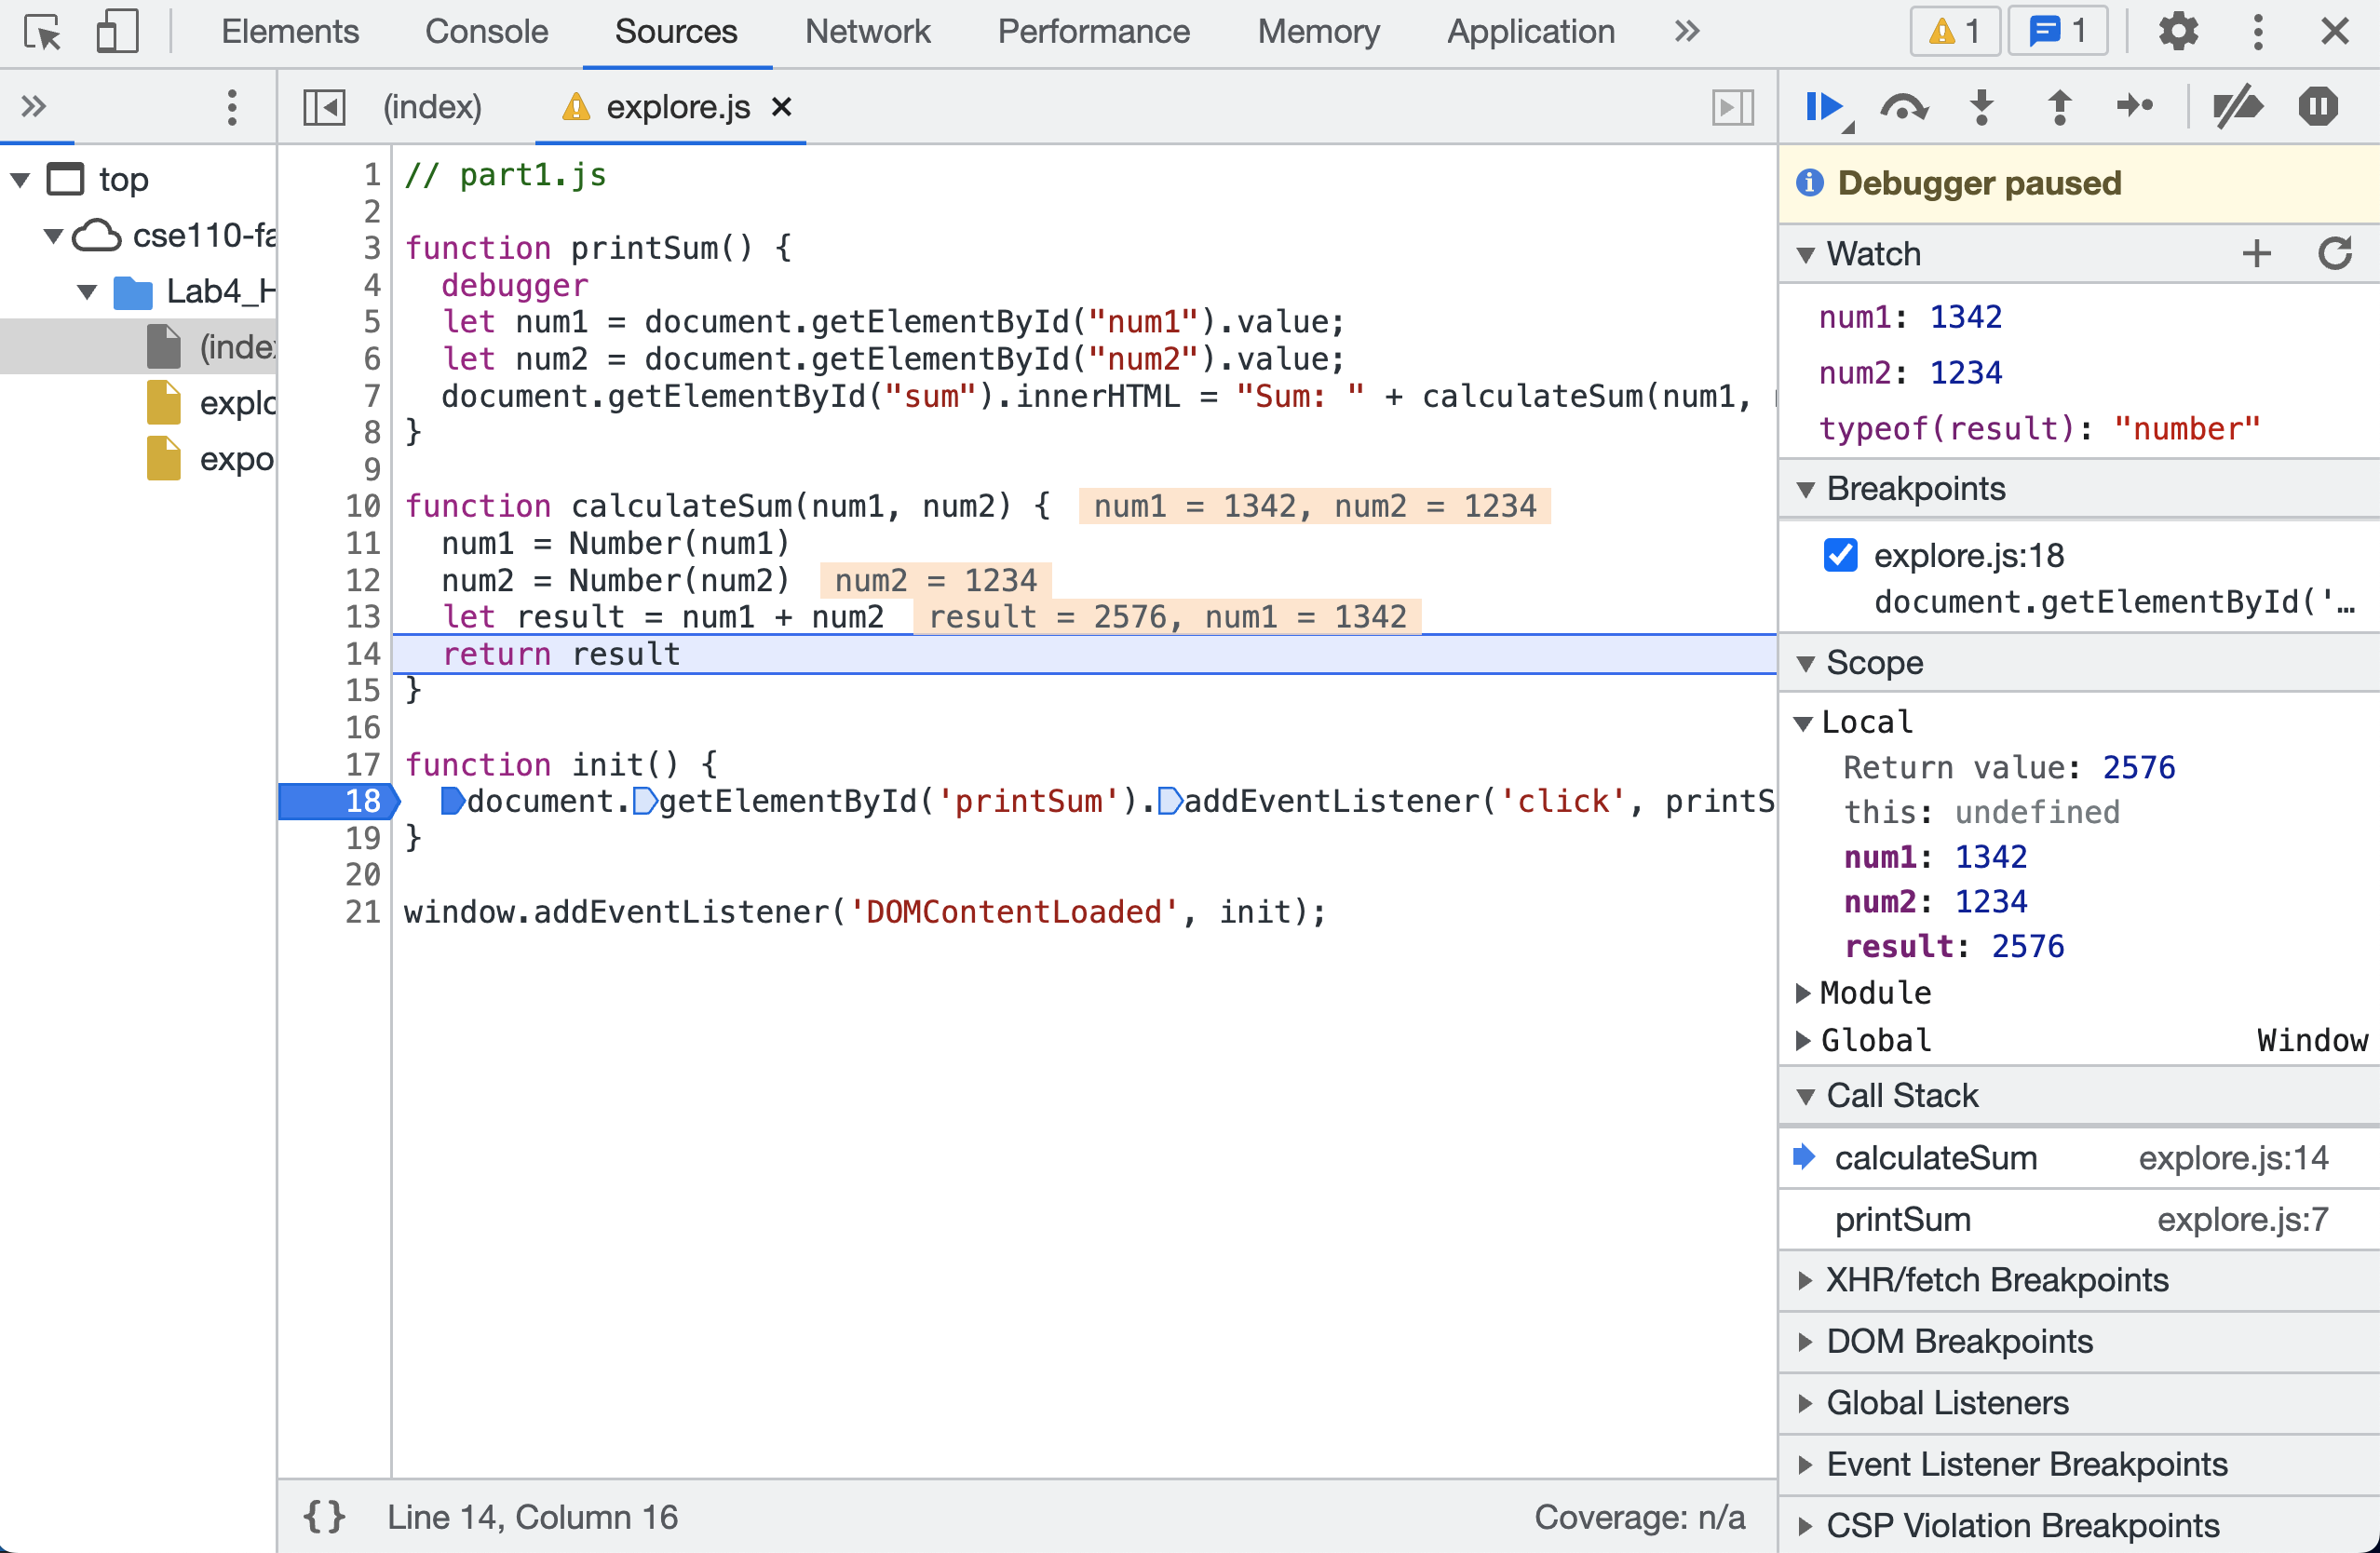 Elements Console Sources Network Performance Memory Application » 1 1
» (index) explore.js ×
top
cse110-fa
Lab4_H
(inde
explo
expo
1 // part1.js
2
3 function printSum() {
4 debugger
5 let num1 = document.getElementById("num1").value;
6 let num2 = document.getElementById("num2").value;
7 document.getElementById("sum").innerHTML = "Sum: " + calculateSum(num1,
8 }
9
10 function calculateSum(num1, num2) { num1 = 1342, num2 = 1234
11 num1 = Number(num1)
12 num2 = Number(num2) num2 = 1234
13 let result = num1 + num2 result = 2576, num1 = 1342
14 return result
15 }
16
17 function init() {
18 document.getElementById('printSum').addEventListener('click', printS
19 }
20
21 window.addEventListener('DOMContentLoaded', init);
{} Line 14, Column 16 Coverage: n/a
Debugger paused
Watch
num1: 1342
num2: 1234
typeof(result): "number"
Breakpoints
explore.js:18
document.getElementById('…
Scope
Local
Return value: 2576
this: undefined
num1: 1342
num2: 1234
result: 2576
Module
Global Window
Call Stack
calculateSum explore.js:14
printSum explore.js:7
XHR/fetch Breakpoints
DOM Breakpoints
Global Listeners
Event Listener Breakpoints
CSP Violation Breakpoints